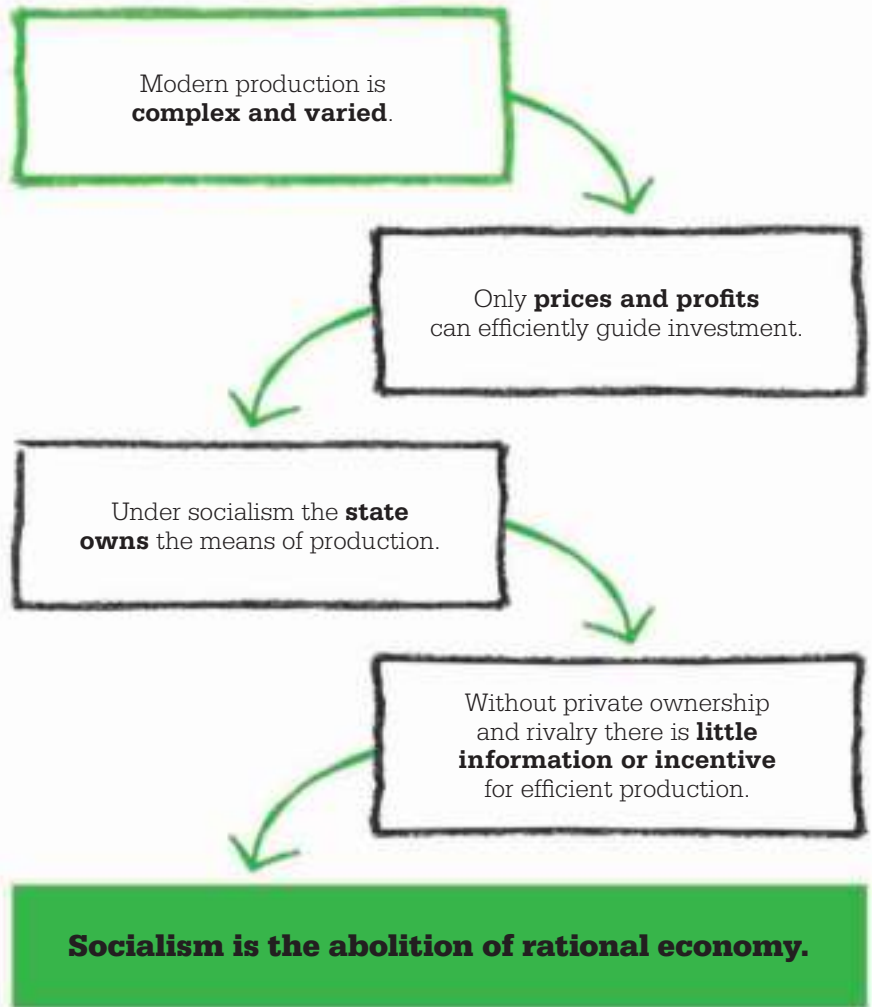 Modern production is
complex and varied.
Only prices and profits
can efficiently guide investment.
Under socialism the state
owns the means of production.
Without private ownership
and rivalry there is little
information or incentive
for efficient production.
Socialism is the abolition of rational economy.